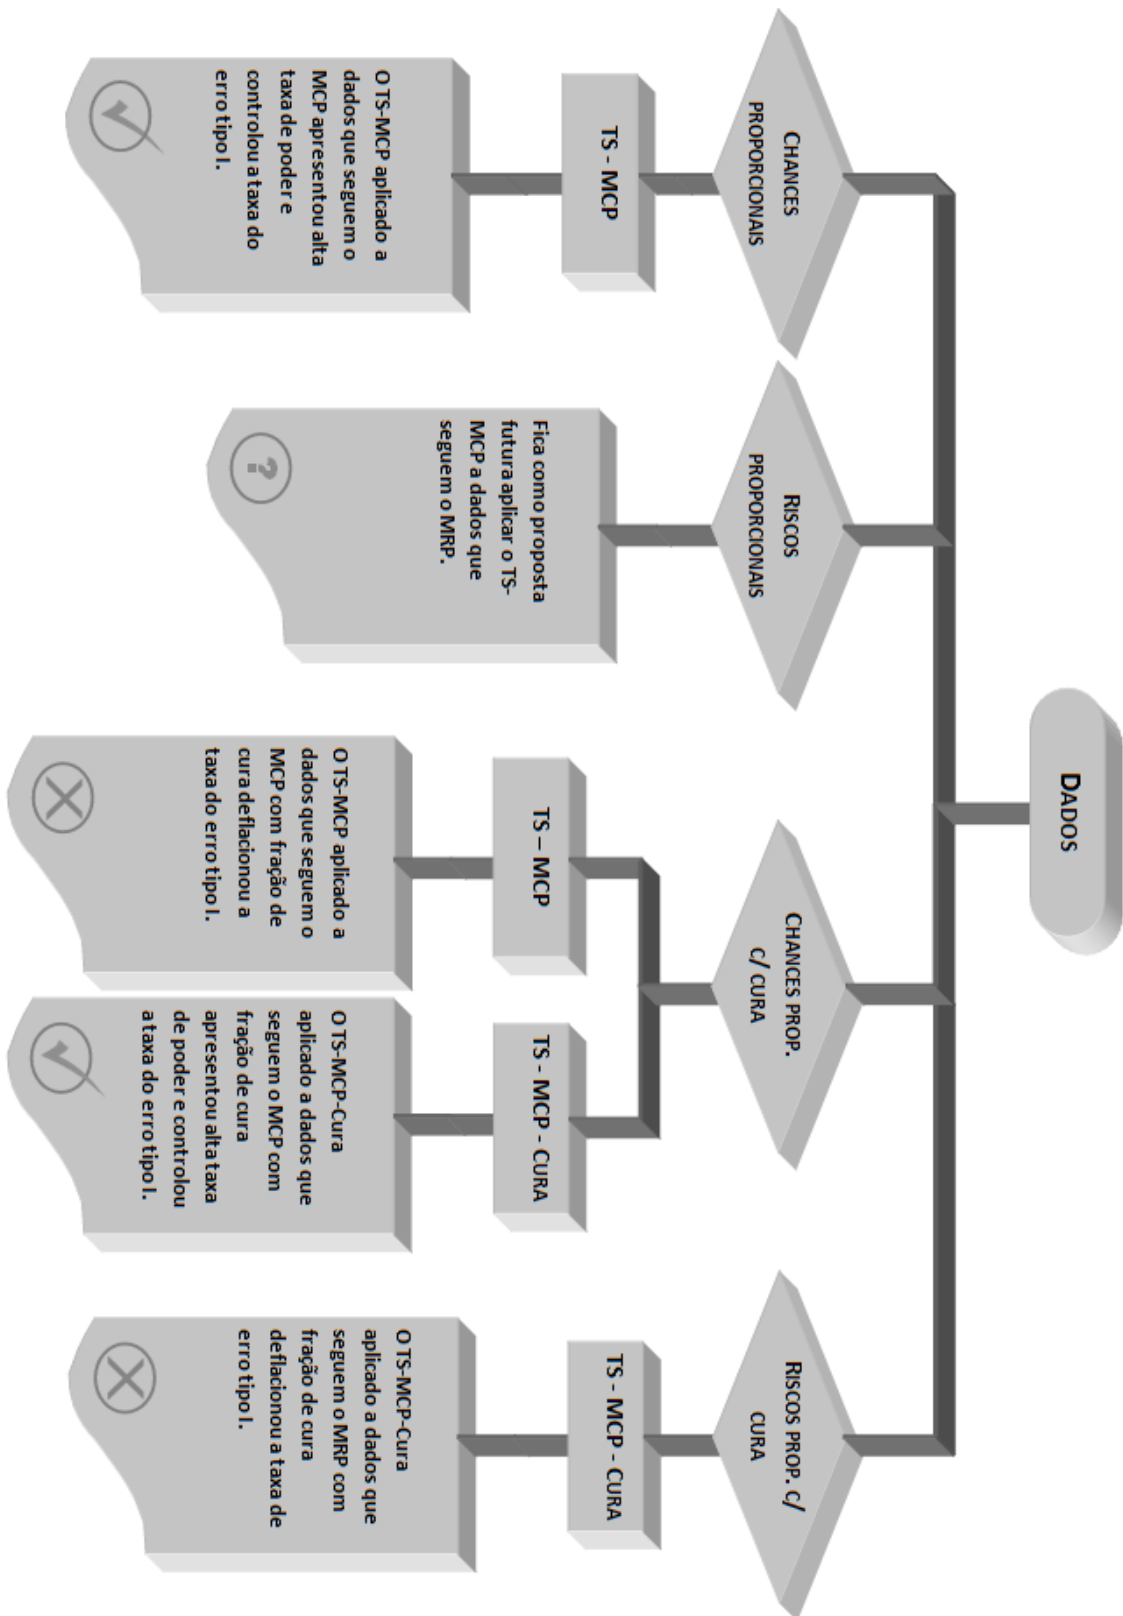 DADOS
CHANCES
PROPORCIONAIS
TS - MCP
O TS-MCP aplicado a
dados que seguem o
MCP apresentou alta
taxa de poder e
controlou a taxa do
erro tipo I.
RISCOS
PROPORCIONAIS
Fica como proposta
futura aplicar o TS-
MCP a dados que
seguem o MRP.
?
CHANCES PROP.
C/ CURA
TS – MCP
O TS-MCP aplicado a
dados que seguem o
MCP com fração de
cura deflacionou a
taxa do erro tipo I.
TS - MCP - CURA
O TS-MCP-Cura
aplicado a dados que
seguem o MCP com
fração de cura
apresentou alta taxa
de poder e controlou
a taxa do erro tipo I.
RISCOS PROP. C/
CURA
TS - MCP - CURA
O TS-MCP-Cura
aplicado a dados que
seguem o MRP com
fração de cura
deflacionou a taxa de
erro tipo I.